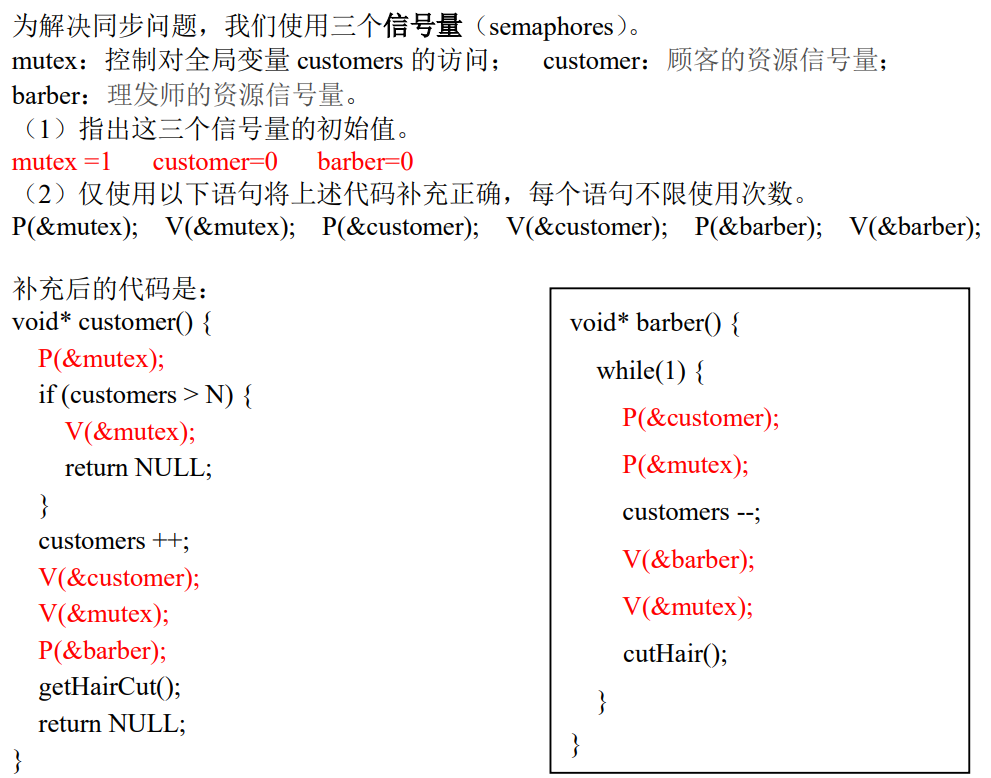 为解决同步问题，我们使用三个信号量（semaphores）。
mutex：控制对全局变量 customers 的访问； customer：顾客的资源信号量；
barber：理发师的资源信号量。
（1）指出这三个信号量的初始值。
mutex =1 customer=0 barber=0
（2）仅使用以下语句将上述代码补充正确，每个语句不限使用次数。
P(&mutex); V(&mutex); P(&customer); V(&customer); P(&barber); V(&barber);
补充后的代码是：
void* customer() {
P(&mutex);
if (customers > N) {
V(&mutex);
return NULL;
}
customers ++;
V(&customer);
V(&mutex);
P(&barber);
getHairCut();
return NULL;
}
void* barber() {
while(1) {
P(&customer);
P(&mutex);
customers --;
V(&barber);
V(&mutex);
cutHair();
}
}